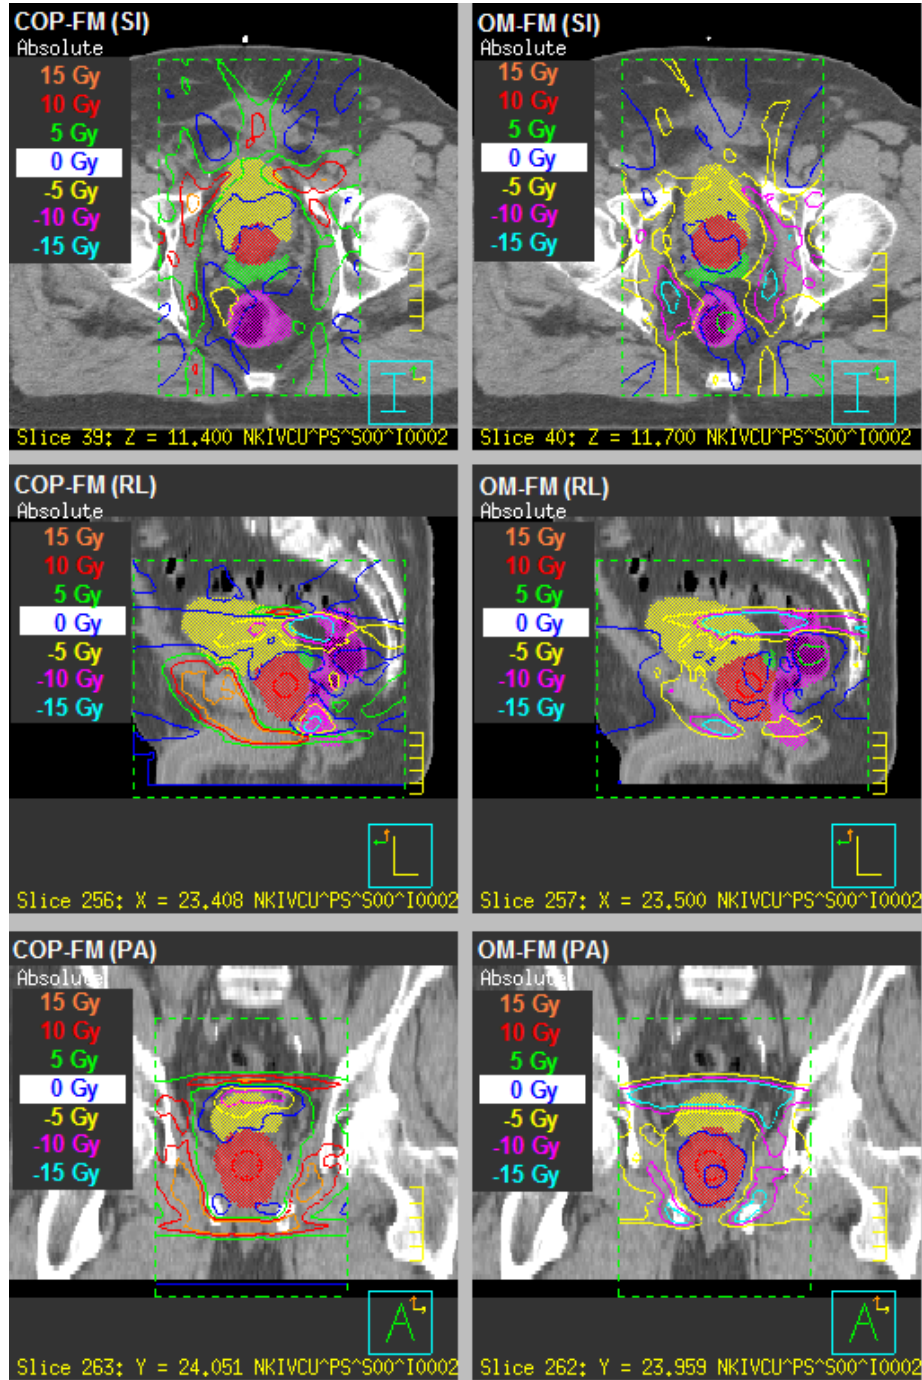 COP-FM (SI)
Absolute
15 Gy
10 Gy
5 Gy
0 Gy
-5 Gy
-10 Gy
-15 Gy
I
Slice 39: Z = 11.400 NKIVCU^PS^S00^I0002
OM-FM (SI)
Absolute
15 Gy
10 Gy
5 Gy
0 Gy
-5 Gy
-10 Gy
-15 Gy
I
Slice 40: Z = 11.700 NKIVCU^PS^S00^I0002
COP-FM (RL)
Absolute
15 Gy
10 Gy
5 Gy
0 Gy
-5 Gy
-10 Gy
-15 Gy
L
Slice 256: X = 23.408 NKIVCU^PS^S00^I0002
OM-FM (RL)
Absolute
15 Gy
10 Gy
5 Gy
0 Gy
-5 Gy
-10 Gy
-15 Gy
L
Slice 257: X = 23.500 NKIVCU^PS^S00^I0002
COP-FM (PA)
Absolute
15 Gy
10 Gy
5 Gy
0 Gy
-5 Gy
-10 Gy
-15 Gy
A
Slice 263: Y = 24.051 NKIVCU^PS^S00^I0002
OM-FM (PA)
Absolute
15 Gy
10 Gy
5 Gy
0 Gy
-5 Gy
-10 Gy
-15 Gy
A
Slice 262: Y = 23.959 NKIVCU^PS^S00^I0002